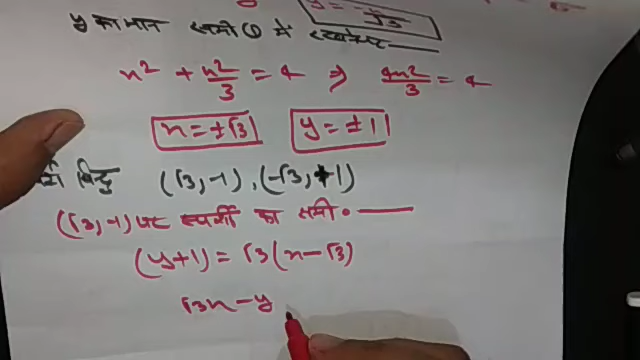 y = √3
y का मान समी ① में रखने पर——
x² + x²/3 = 4 ⇒ 4x²/3 = 4
x = ±√3 y = ±1
बिन्दु (√3, -1), (-√3, +1)
(√3, -1) पर स्पर्शी का समी०——
(y+1) = √3(x-√3)
√3x - y